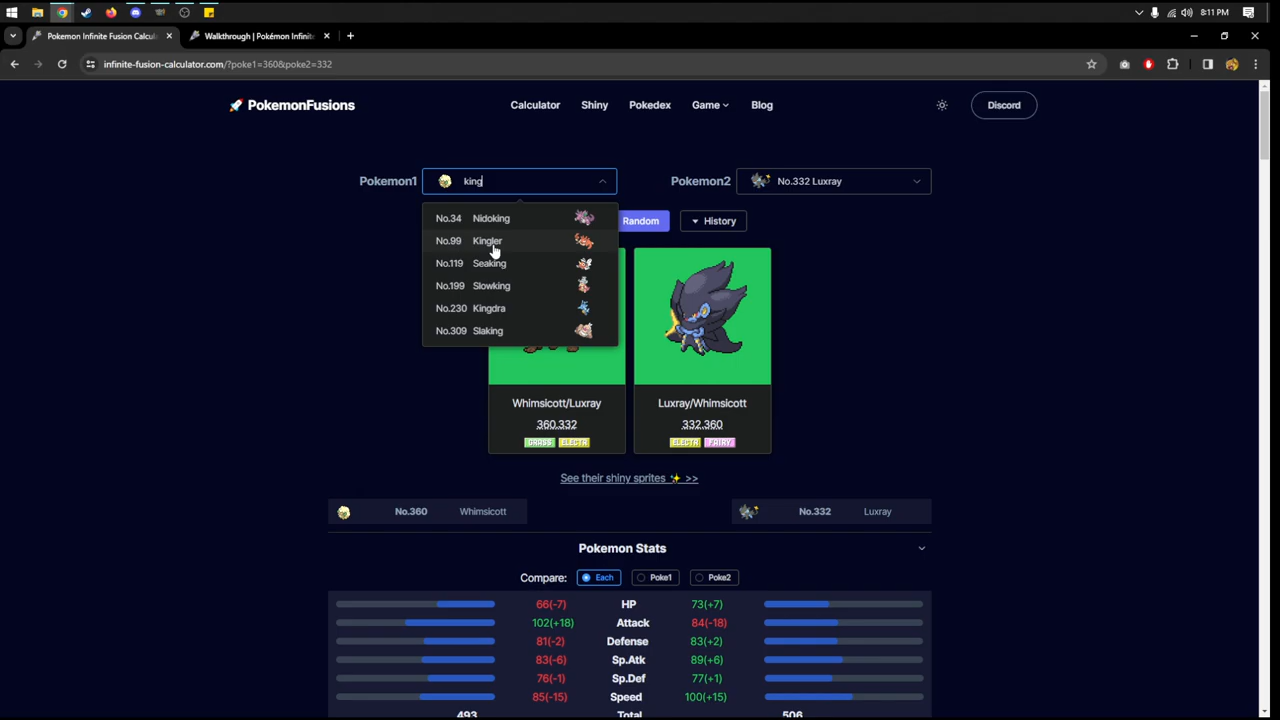 8:11 PM
Pokemon Infinite Fusion Calcula
Walkthrough | Pokémon Infinite
infinite-fusion-calculator.com/?poke1=360&poke2=332
PokemonFusions
Calculator
Shiny
Pokedex
Game
Blog
Discord
Pokemon1
king
Pokemon2
No.332 Luxray
No.34 Nidoking
No.99 Kingler
No.119 Seaking
No.199 Slowking
No.230 Kingdra
No.309 Slaking
Random
History
Whimsicott/Luxray
360.332
GRASS ELECTR
Luxray/Whimsicott
332.360
ELECTR FAIRY
See their shiny sprites ✨ >>
No.360 Whimsicott
No.332 Luxray
Pokemon Stats
Compare: Each Poke1 Poke2
66(-7) HP 73(+7)
102(+18) Attack 84(-18)
81(-2) Defense 83(+2)
83(-6) Sp.Atk 89(+6)
76(-1) Sp.Def 77(+1)
85(-15) Speed 100(+15)
493 Total 506